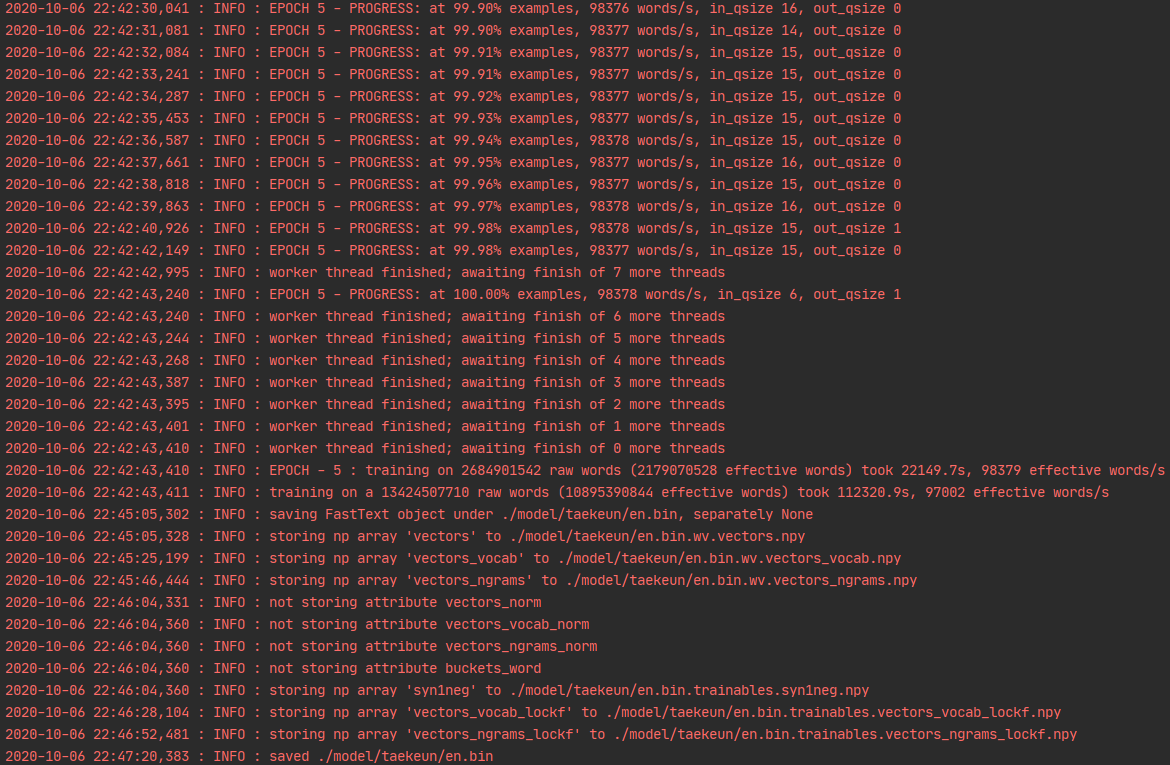 2020-10-06 22:42:30,041 : INFO : EPOCH 5 - PROGRESS: at 99.90% examples, 98376 words/s, in_qsize 16, out_qsize 0
2020-10-06 22:42:31,081 : INFO : EPOCH 5 - PROGRESS: at 99.90% examples, 98377 words/s, in_qsize 14, out_qsize 0
2020-10-06 22:42:32,084 : INFO : EPOCH 5 - PROGRESS: at 99.91% examples, 98377 words/s, in_qsize 15, out_qsize 0
2020-10-06 22:42:33,241 : INFO : EPOCH 5 - PROGRESS: at 99.91% examples, 98377 words/s, in_qsize 15, out_qsize 0
2020-10-06 22:42:34,287 : INFO : EPOCH 5 - PROGRESS: at 99.92% examples, 98377 words/s, in_qsize 15, out_qsize 0
2020-10-06 22:42:35,453 : INFO : EPOCH 5 - PROGRESS: at 99.93% examples, 98377 words/s, in_qsize 15, out_qsize 0
2020-10-06 22:42:36,587 : INFO : EPOCH 5 - PROGRESS: at 99.94% examples, 98378 words/s, in_qsize 15, out_qsize 0
2020-10-06 22:42:37,661 : INFO : EPOCH 5 - PROGRESS: at 99.95% examples, 98377 words/s, in_qsize 16, out_qsize 0
2020-10-06 22:42:38,818 : INFO : EPOCH 5 - PROGRESS: at 99.96% examples, 98377 words/s, in_qsize 15, out_qsize 0
2020-10-06 22:42:39,863 : INFO : EPOCH 5 - PROGRESS: at 99.97% examples, 98378 words/s, in_qsize 16, out_qsize 0
2020-10-06 22:42:40,926 : INFO : EPOCH 5 - PROGRESS: at 99.98% examples, 98378 words/s, in_qsize 15, out_qsize 1
2020-10-06 22:42:42,149 : INFO : EPOCH 5 - PROGRESS: at 99.98% examples, 98377 words/s, in_qsize 15, out_qsize 0
2020-10-06 22:42:42,995 : INFO : worker thread finished; awaiting finish of 7 more threads
2020-10-06 22:42:43,240 : INFO : EPOCH 5 - PROGRESS: at 100.00% examples, 98378 words/s, in_qsize 6, out_qsize 1
2020-10-06 22:42:43,240 : INFO : worker thread finished; awaiting finish of 6 more threads
2020-10-06 22:42:43,244 : INFO : worker thread finished; awaiting finish of 5 more threads
2020-10-06 22:42:43,268 : INFO : worker thread finished; awaiting finish of 4 more threads
2020-10-06 22:42:43,387 : INFO : worker thread finished; awaiting finish of 3 more threads
2020-10-06 22:42:43,395 : INFO : worker thread finished; awaiting finish of 2 more threads
2020-10-06 22:42:43,401 : INFO : worker thread finished; awaiting finish of 1 more threads
2020-10-06 22:42:43,410 : INFO : worker thread finished; awaiting finish of 0 more threads
2020-10-06 22:42:43,410 : INFO : EPOCH - 5 : training on 2684901542 raw words (2179070528 effective words) took 22149.7s, 98379 effective words/s
2020-10-06 22:42:43,411 : INFO : training on a 13424507710 raw words (10895390844 effective words) took 112320.9s, 97002 effective words/s
2020-10-06 22:45:05,302 : INFO : saving FastText object under ./model/taekeun/en.bin, separately None
2020-10-06 22:45:05,328 : INFO : storing np array 'vectors' to ./model/taekeun/en.bin.wv.vectors.npy
2020-10-06 22:45:25,199 : INFO : storing np array 'vectors_vocab' to ./model/taekeun/en.bin.wv.vectors_vocab.npy
2020-10-06 22:45:46,444 : INFO : storing np array 'vectors_ngrams' to ./model/taekeun/en.bin.wv.vectors_ngrams.npy
2020-10-06 22:46:04,331 : INFO : not storing attribute vectors_norm
2020-10-06 22:46:04,360 : INFO : not storing attribute vectors_vocab_norm
2020-10-06 22:46:04,360 : INFO : not storing attribute vectors_ngrams_norm
2020-10-06 22:46:04,360 : INFO : not storing attribute buckets_word
2020-10-06 22:46:04,360 : INFO : storing np array 'syn1neg' to ./model/taekeun/en.bin.trainables.syn1neg.npy
2020-10-06 22:46:28,104 : INFO : storing np array 'vectors_vocab_lockf' to ./model/taekeun/en.bin.trainables.vectors_vocab_lockf.npy
2020-10-06 22:46:52,481 : INFO : storing np array 'vectors_ngrams_lockf' to ./model/taekeun/en.bin.trainables.vectors_ngrams_lockf.npy
2020-10-06 22:47:20,383 : INFO : saved ./model/taekeun/en.bin